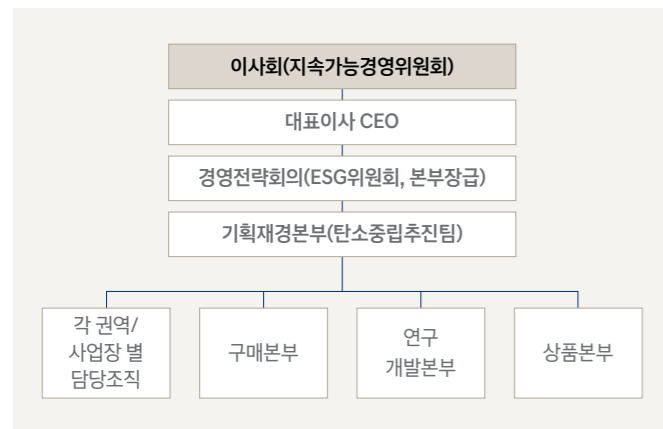 이사회(지속가능경영위원회)
대표이사 CEO
경영전략회의(ESG위원회, 본부장급)
기획재경본부(탄소중립추진팀)
각 권역/
사업장 별
담당조직
구매본부
연구
개발본부
상품본부